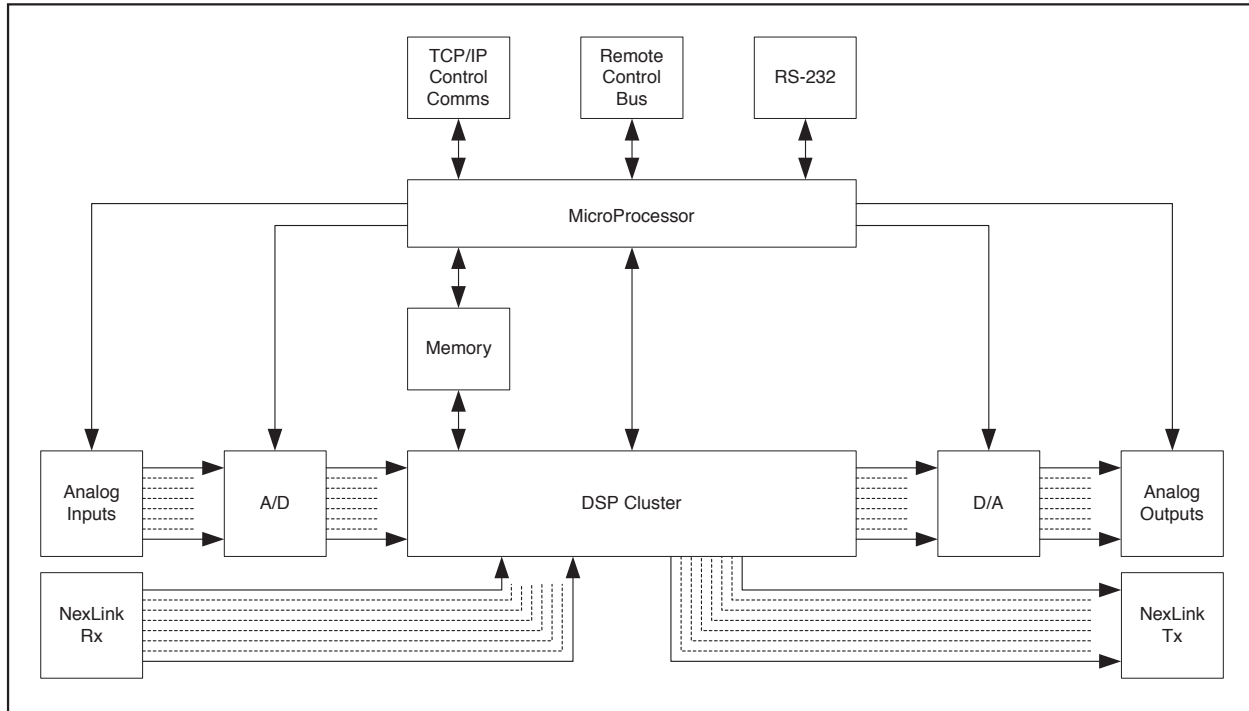 TCP/IP
Control
Comms
Remote
Control
Bus
RS-232
MicroProcessor
Memory
Analog
Inputs
A/D
DSP Cluster
D/A
Analog
Outputs
NexLink
Rx
NexLink
Tx